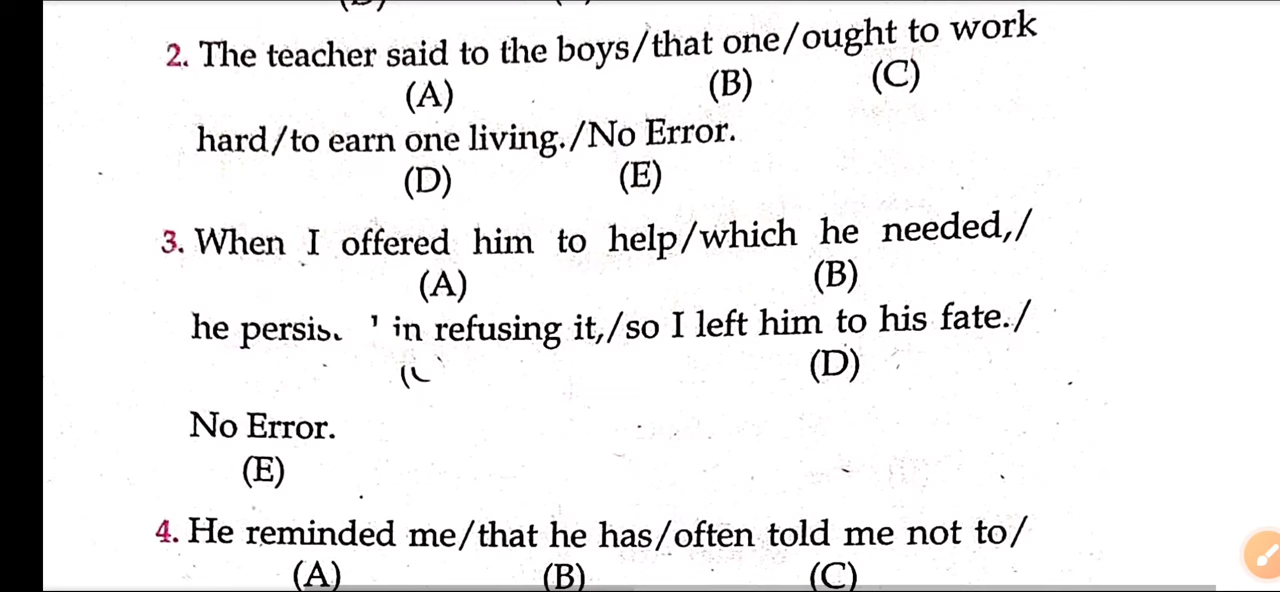 2. The teacher said to the boys/that one/ought to work
(A) (B) (C)
hard/to earn one living./No Error.
(D) (E)
3. When I offered him to help/which he needed,/
(A) (B)
he in refusing it,/so I left him to his fate./
(D)
No Error.
(E)
4. He reminded me/that he has/often told me not to/
(A) (B) (C)